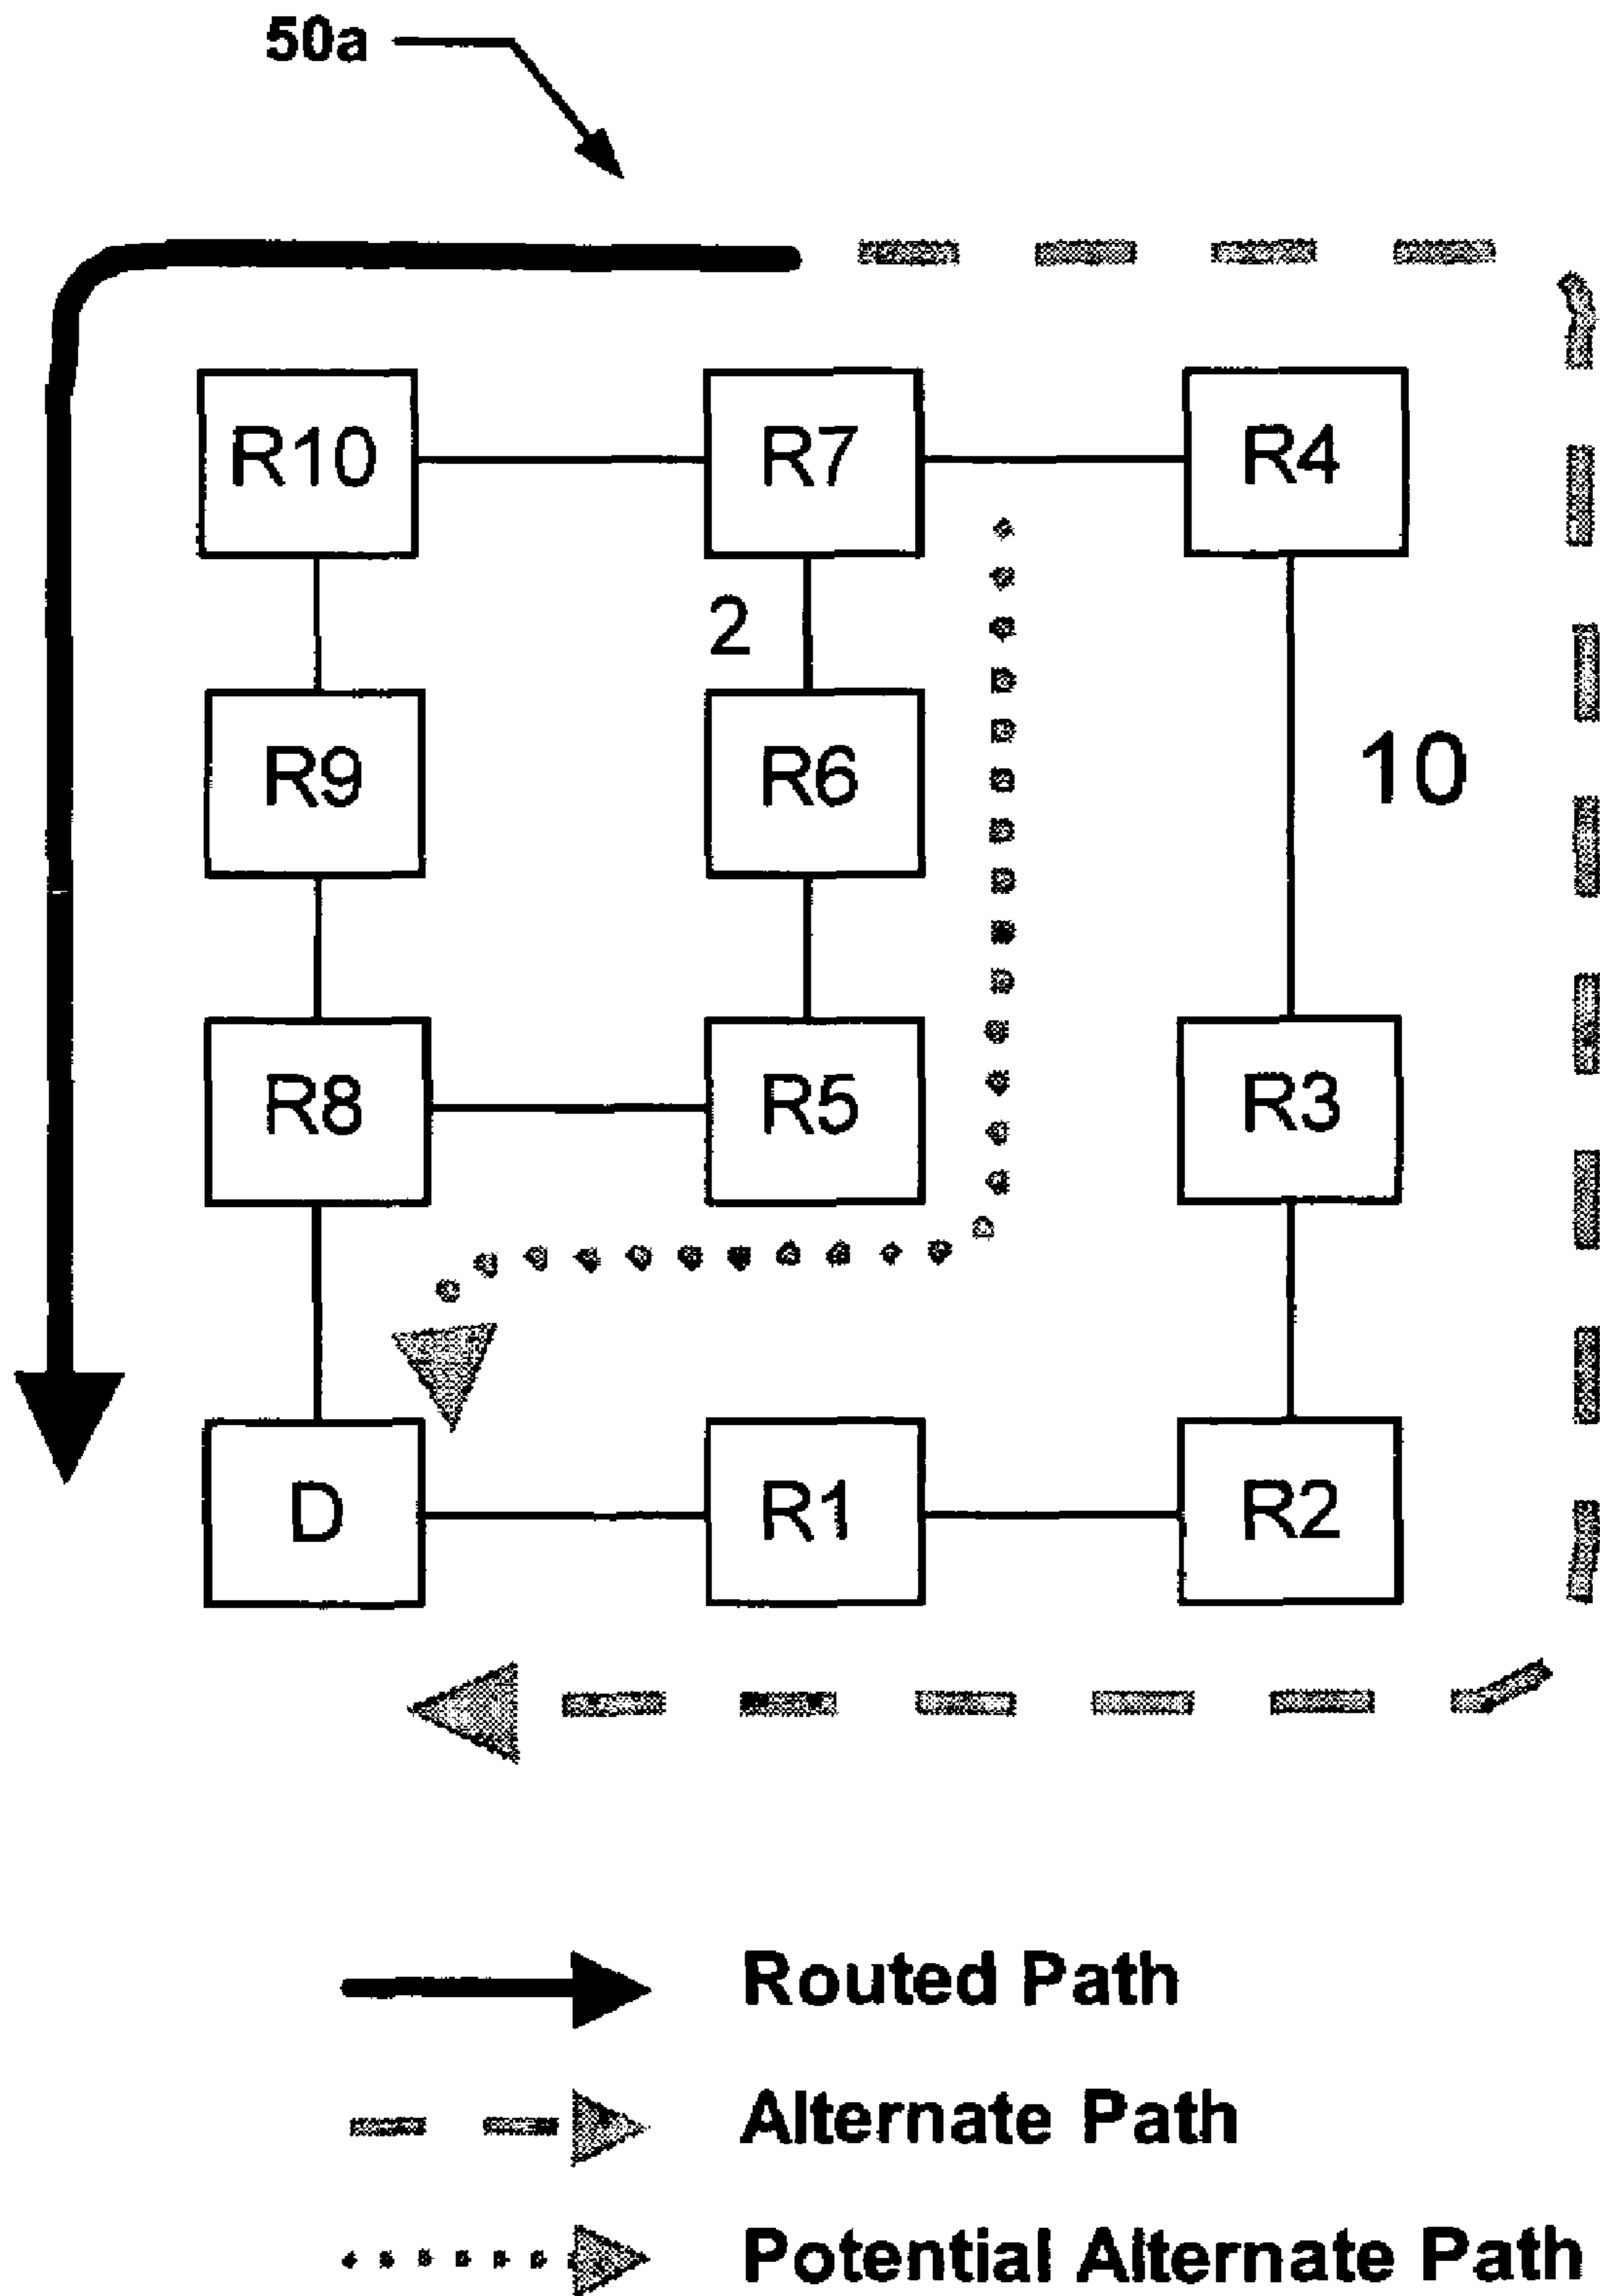 50a
R10 R7 R4
2
R9 R6 10
R8 R5 R3
D R1 R2
Routed Path
Alternate Path
Potential Alternate Path